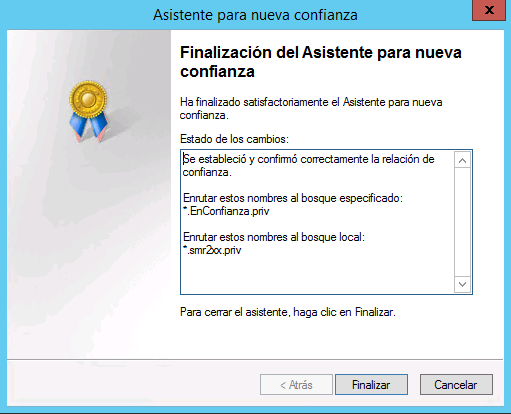 Asistente para nueva confianza
x
Finalización del Asistente para nueva
confianza
Ha finalizado satisfactoriamente el Asistente para nueva
confianza.
Estado de los cambios:
Se estableció y confirmó correctamente la relación de
confianza.
Enrutar estos nombres al bosque especificado:
*.EnConfianza.priv
Enrutar estos nombres al bosque local:
*.smr2xx.priv
Para cerrar el asistente, haga clic en Finalizar.
< Atrás
Finalizar
Cancelar